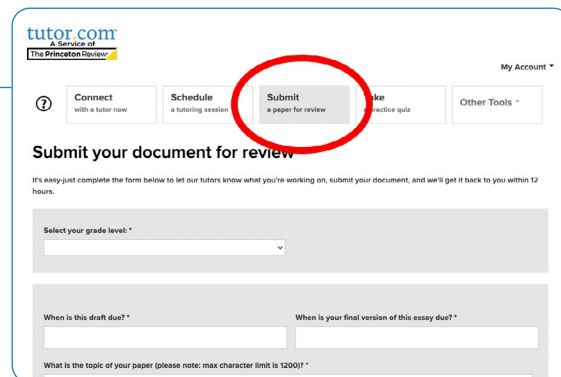 tutor.com
A Service of
The Princeton Review
My Account
?
Connect
with a tutor now
Schedule
a tutoring session
Submit
a paper for review
practice quiz
Other Tools
Submit your document for review
It's easy-just complete the form below to let our tutors know what you're working on, submit your document, and we'll get it back to you within 12
hours.
Select your grade level: *
When is this draft due? *
When is your final version of this essay due? *
What is the topic of your paper (please note: max character limit is 1200)? *